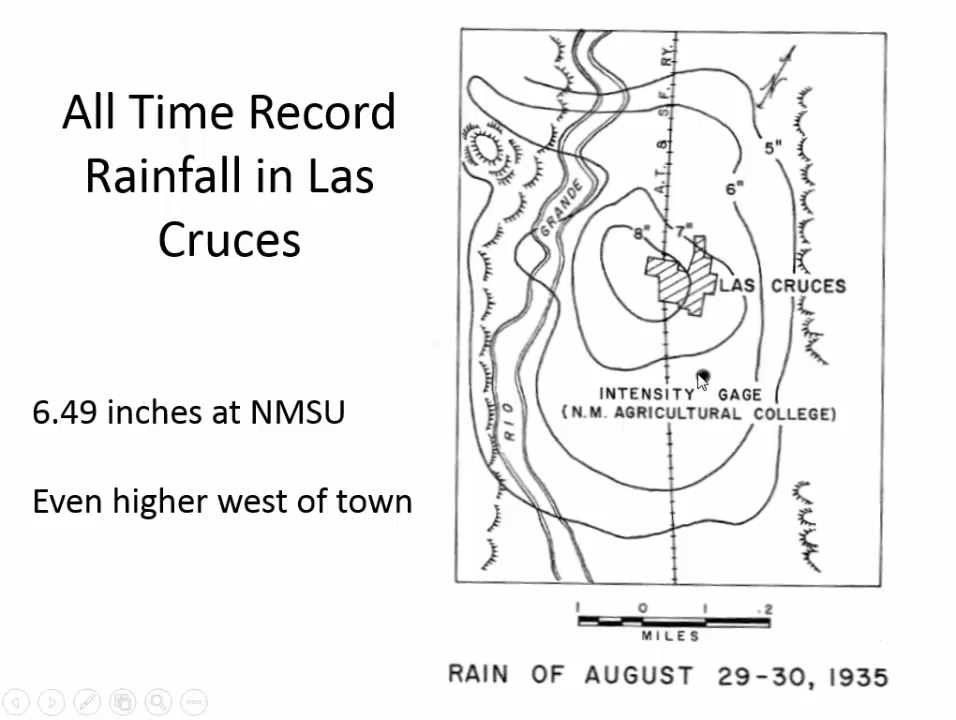 All Time Record
Rainfall in Las
Cruces
6.49 inches at NMSU
Even higher west of town
A.T. & S.F. RY.
N
5"
6"
GRANDE
8"
7"
LAS CRUCES
INTENSITY GAGE
(N.M. AGRICULTURAL COLLEGE)
RIO
1 0 1 2
MILES
RAIN OF AUGUST 29-30, 1935